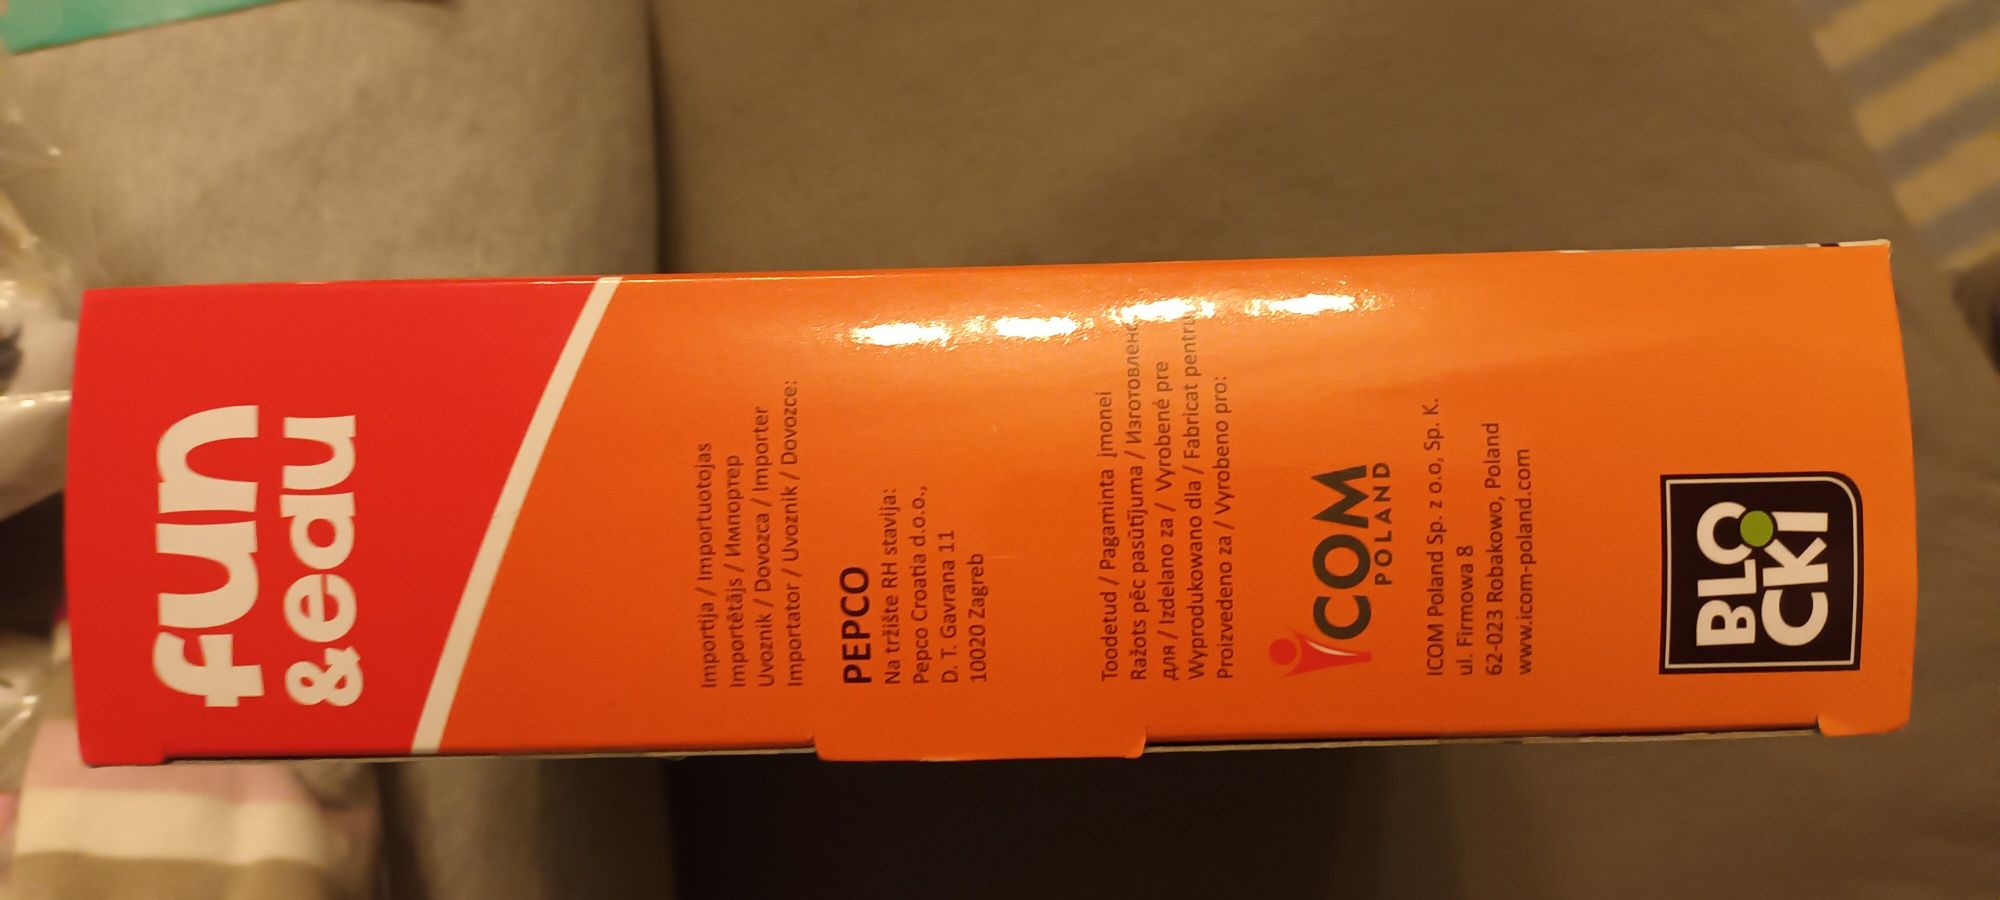 fun
&edu
Importija / Importuotojas
Importētājs / Импортер
Uvoznik / Dovozca / Importer
Importator / Uvoznik / Dovozce:
PEPCO
Na tržište RH stavlja:
Pepco Croatia d.o.o.,
D. T. Gavrana 11
10020 Zagreb
Toodetud / Pagaminta įmonei
Ražots pēc pasūtījuma / Изготовлено
для / Izdelano za / Vyrobené pre
Wyprodukowano dla / Fabricat pentru
Proizvedeno za / Vyrobeno pro:
ICOM
POLAND
ICOM Poland Sp. z o.o, Sp. K.
ul. Firmowa 8
62-023 Robakowo, Poland
www.icom-poland.com
BLO
CKI